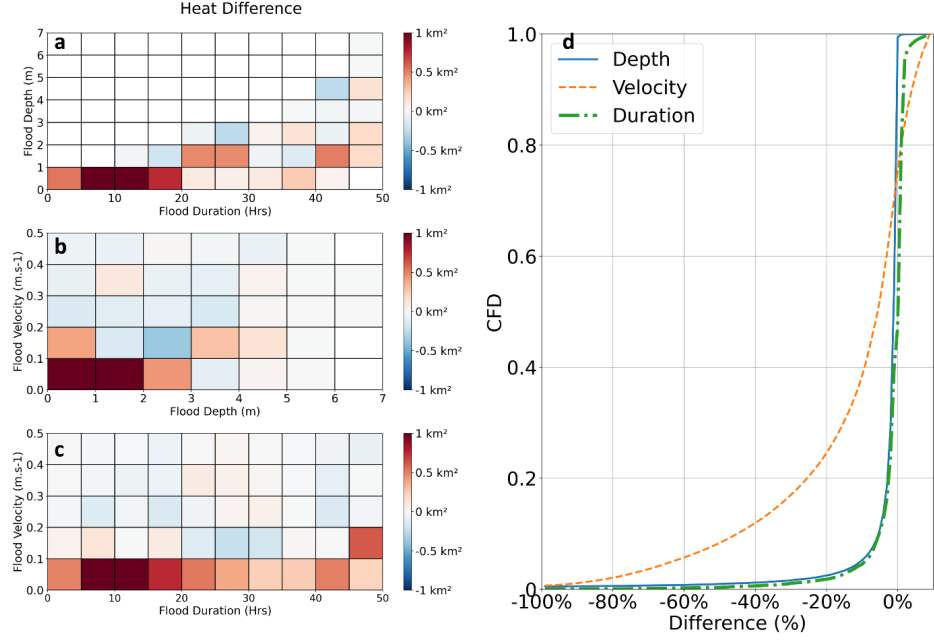 Heat Difference
a
7
6
5
4
3
2
1
0
Flood Depth (m)
0 10 20 30 40 50
Flood Duration (Hrs)
1 km²
0.5 km²
0 km²
-0.5 km²
-1 km²
b
0.5
0.4
0.3
0.2
0.1
0.0
Flood Velocity (m.s-1)
0 1 2 3 4 5 6 7
Flood Depth (m)
1 km²
0.5 km²
0 km²
-0.5 km²
-1 km²
c
0.5
0.4
0.3
0.2
0.1
0.0
Flood Velocity (m.s-1)
0 10 20 30 40 50
Flood Duration (Hrs)
1 km²
0.5 km²
0 km²
-0.5 km²
-1 km²
d
Depth
Velocity
Duration
1.0
0.8
0.6
0.4
0.2
0
CFD
-100% -80% -60% -40% -20% 0%
Difference (%)